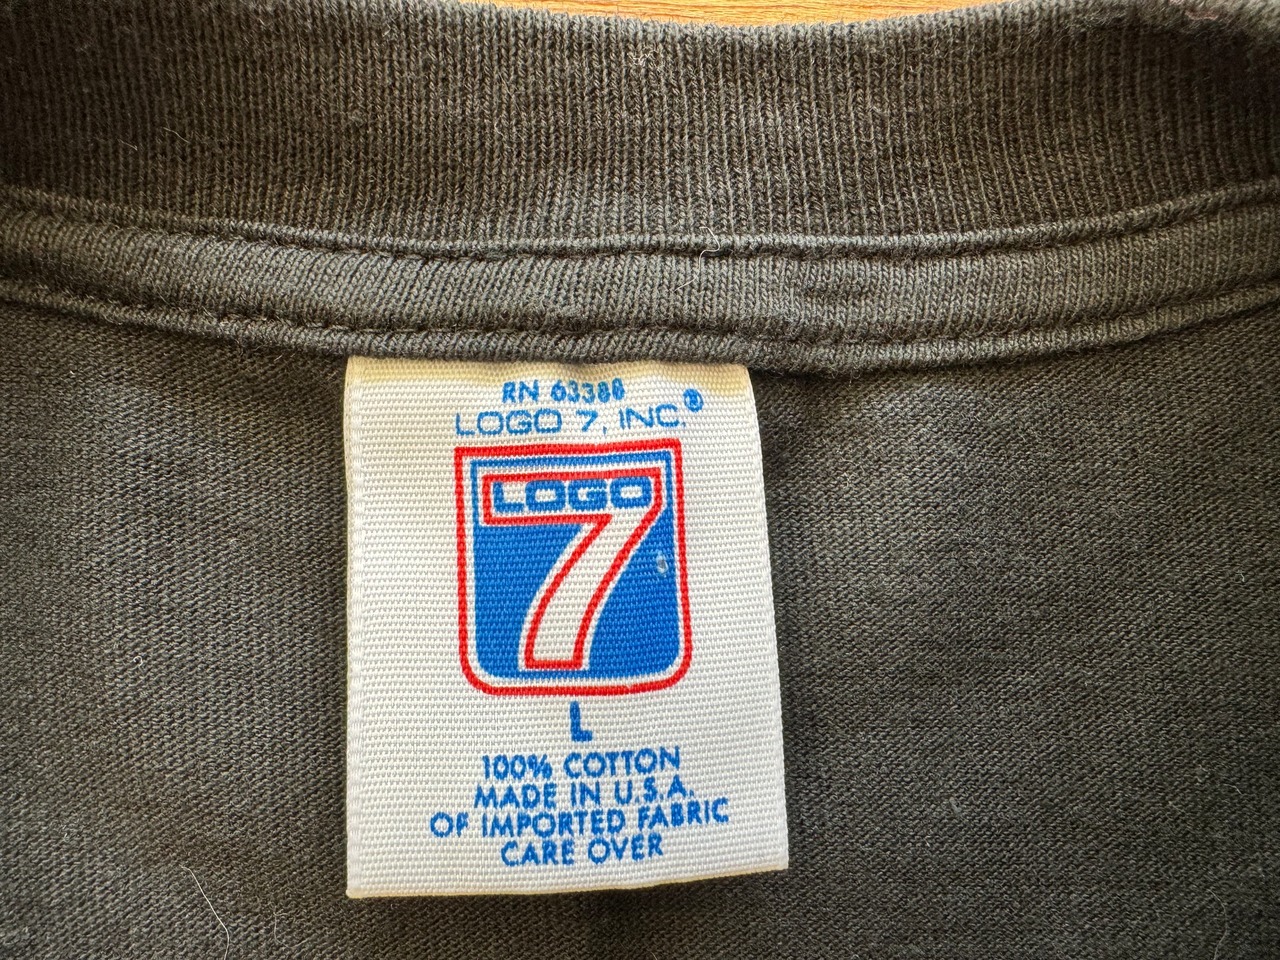 RN 63388
LOGO 7, INC.®
LOGO
7
L
100% COTTON
MADE IN U.S.A.
OF IMPORTED FABRIC
CARE OVER